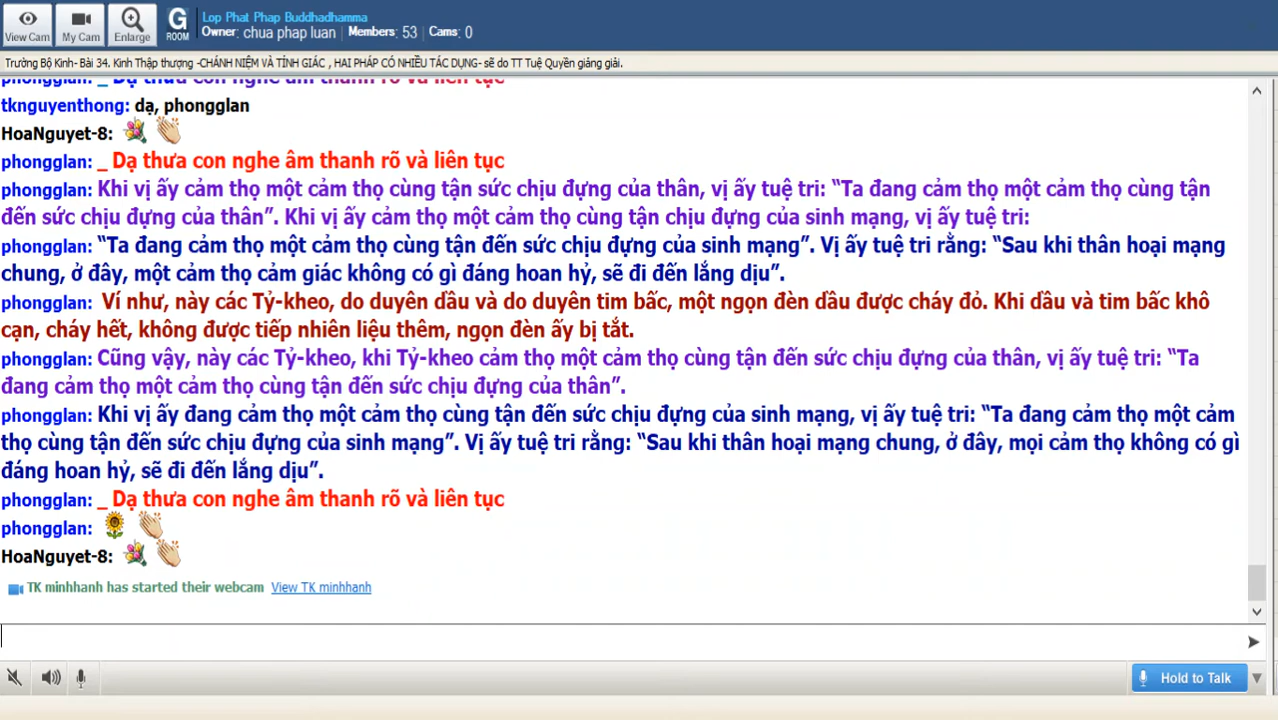 Lop Phat Phap Buddhadhamma
View Cam
My Cam
Enlarge
G
ROOM
Owner: chua phap luan Members: 53 Cams: 0
Trường Bộ Kinh- Bài 34. Kinh Thập thượng -CHÁNH NIỆM VÀ TỈNH GIÁC , HAI PHÁP CÓ NHIỀU TÁC DỤNG- sẽ do TT Tuệ Quyền giảng giải.
phongglan: _ Dạ thưa con nghe âm thanh rõ và liên tục
tknguyenthong: dạ, phongglan
HoaNguyet-8:
phongglan: _ Dạ thưa con nghe âm thanh rõ và liên tục
phongglan: Khi vị ấy cảm thọ một cảm thọ cùng tận sức chịu đựng của thân, vị ấy tuệ tri: “Ta đang cảm thọ một cảm thọ cùng tận
đến sức chịu đựng của thân”. Khi vị ấy cảm thọ một cảm thọ cùng tận chịu đựng của sinh mạng, vị ấy tuệ tri:
phongglan: “Ta đang cảm thọ một cảm thọ cùng tận đến sức chịu đựng của sinh mạng”. Vị ấy tuệ tri rằng: “Sau khi thân hoại mạng
chung, ở đây, một cảm thọ cảm giác không có gì đáng hoan hỷ, sẽ đi đến lắng dịu”.
phongglan: Ví như, này các Tỷ-kheo, do duyên dầu và do duyên tim bấc, một ngọn đèn dầu được cháy đỏ. Khi dầu và tim bấc khô
cạn, cháy hết, không được tiếp nhiên liệu thêm, ngọn đèn ấy bị tắt.
phongglan: Cũng vậy, này các Tỷ-kheo, khi Tỷ-kheo cảm thọ một cảm thọ cùng tận đến sức chịu đựng của thân, vị ấy tuệ tri: “Ta
đang cảm thọ một cảm thọ cùng tận đến sức chịu đựng của thân”.
phongglan: Khi vị ấy đang cảm thọ một cảm thọ cùng tận đến sức chịu đựng của sinh mạng, vị ấy tuệ tri: “Ta đang cảm thọ một cảm
thọ cùng tận đến sức chịu đựng của sinh mạng”. Vị ấy tuệ tri rằng: “Sau khi thân hoại mạng chung, ở đây, mọi cảm thọ không có gì
đáng hoan hỷ, sẽ đi đến lắng dịu”.
phongglan: _ Dạ thưa con nghe âm thanh rõ và liên tục
phongglan:
HoaNguyet-8:
TK minhhanh has started their webcam View TK minhhanh
Hold to Talk